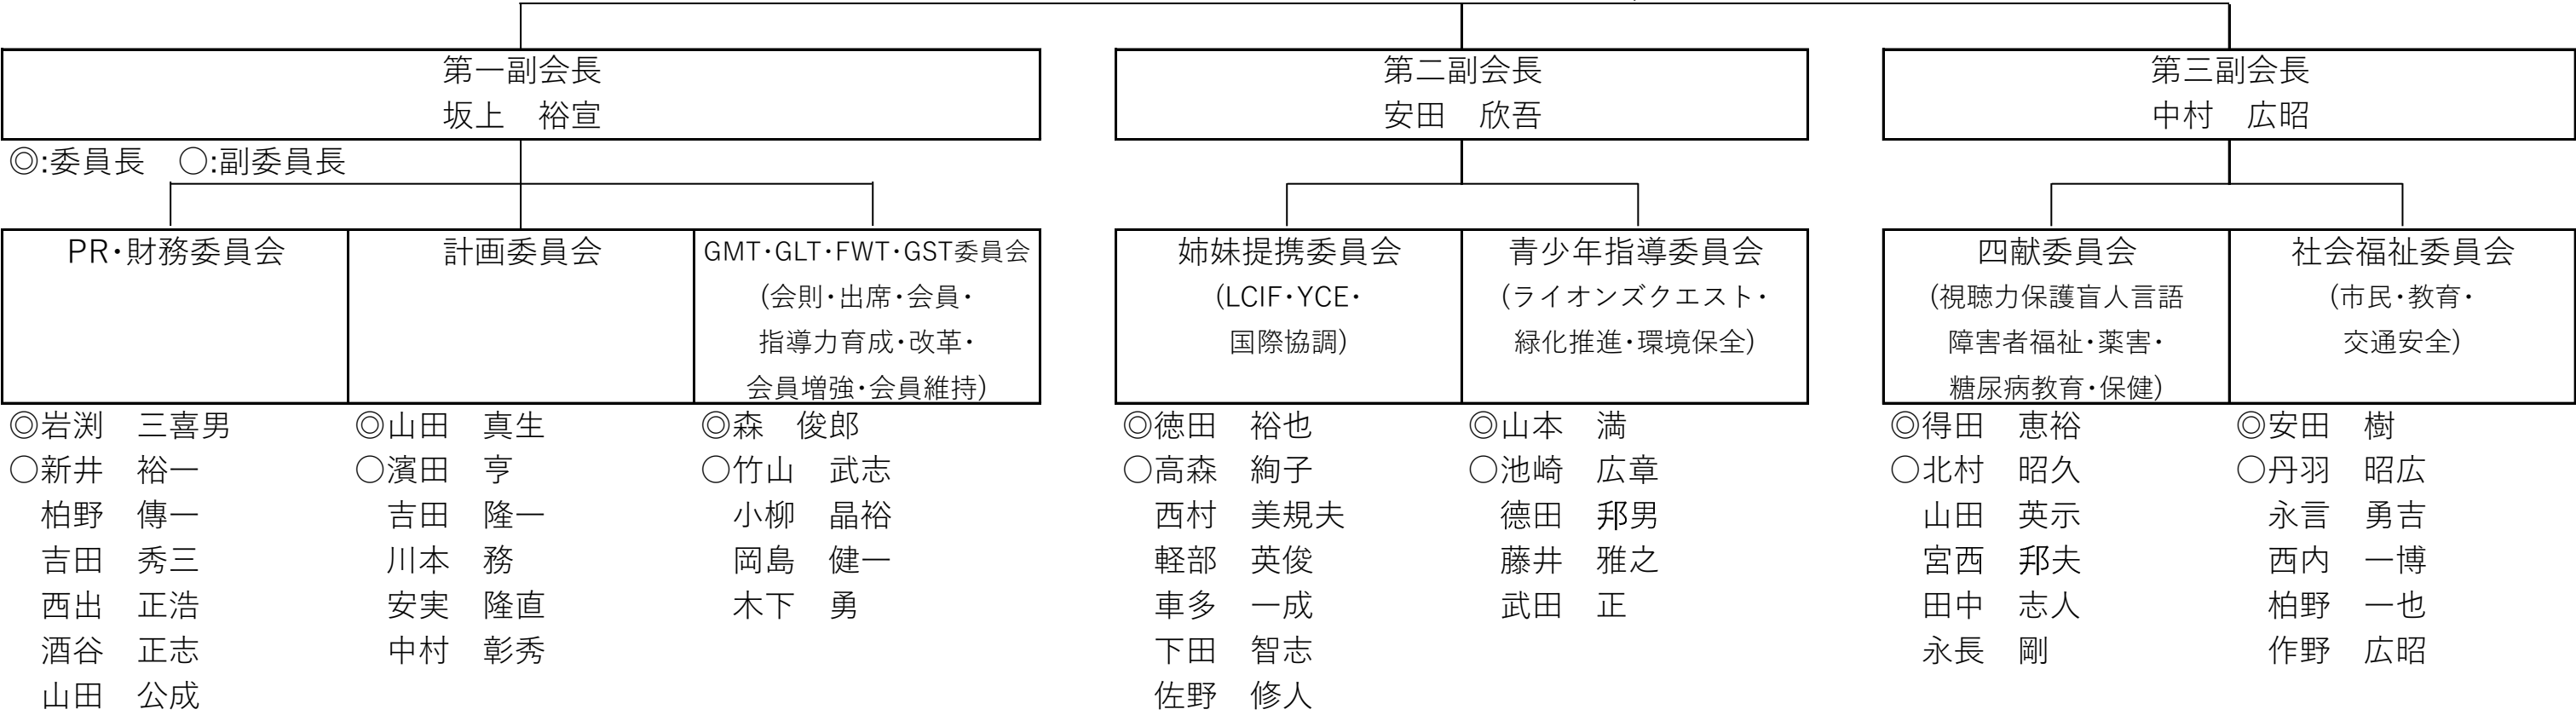 第一副会長
坂上　裕宣
第二副会長
安田　欣吾
第三副会長
中村　広昭
◎:委員長　○:副委員長
PR・財務委員会
計画委員会
GMT・GLT・FWT・GST委員会
(会則・出席・会員・
指導力育成・改革・
会員増強・会員維持)
姉妹提携委員会
(LCIF・YCE・
国際協調)
青少年指導委員会
(ライオンズクエスト・
緑化推進・環境保全)
四献委員会
(視聴力保護盲人言語
障害者福祉・薬害・
糖尿病教育・保健)
社会福祉委員会
(市民・教育・
交通安全)
◎岩渕　三喜男
○新井　裕一
柏野　傳一
吉田　秀三
西出　正浩
酒谷　正志
山田　公成
◎山田　真生
○濱田　亨
吉田　隆一
川本　務
安実　隆直
中村　彰秀
◎森　俊郎
○竹山　武志
小柳　晶裕
岡島　健一
木下　勇
◎徳田　裕也
○高森　絢子
西村　美規夫
軽部　英俊
車多　一成
下田　智志
佐野　修人
◎山本　満
○池崎　広章
德田　邦男
藤井　雅之
武田　正
◎得田　恵裕
○北村　昭久
山田　英示
宮西　邦夫
田中　志人
永長　剛
◎安田　樹
○丹羽　昭広
永言　勇吉
西内　一博
柏野　一也
作野　広昭